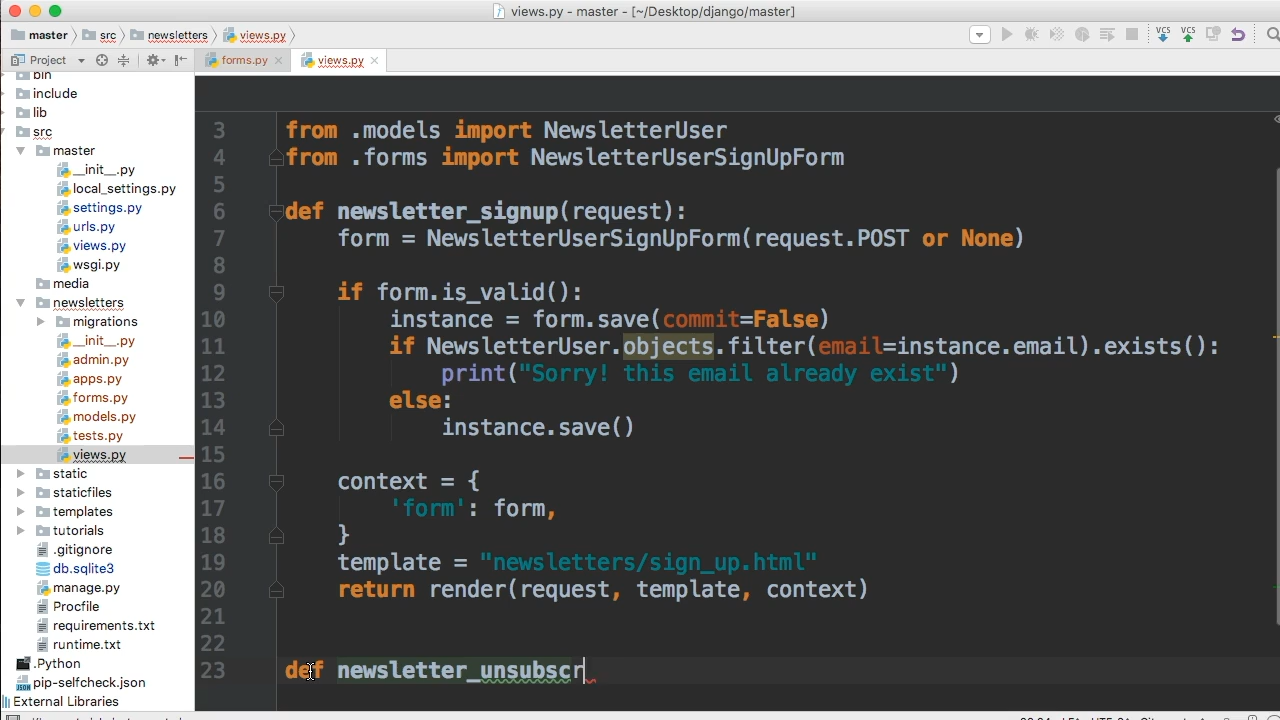 views.py - master - [~/Desktop/django/master]
master src newsletters views.py
VCS VCS
Project
forms.py views.py
bin
include
lib
src
master
__init__.py
local_settings.py
settings.py
urls.py
views.py
wsgi.py
media
newsletters
migrations
__init__.py
admin.py
apps.py
forms.py
models.py
tests.py
views.py
static
staticfiles
templates
tutorials
.gitignore
db.sqlite3
manage.py
Procfile
requirements.txt
runtime.txt
.Python
pip-selfcheck.json
External Libraries
3 from .models import NewsletterUser
4 from .forms import NewsletterUserSignUpForm
5
6 def newsletter_signup(request):
7 form = NewsletterUserSignUpForm(request.POST or None)
8
9 if form.is_valid():
10 instance = form.save(commit=False)
11 if NewsletterUser.objects.filter(email=instance.email).exists():
12 print("Sorry! this email already exist")
13 else:
14 instance.save()
15
16 context = {
17 'form': form,
18 }
19 template = "newsletters/sign_up.html"
20 return render(request, template, context)
21
22
23 def newsletter_unsubscr